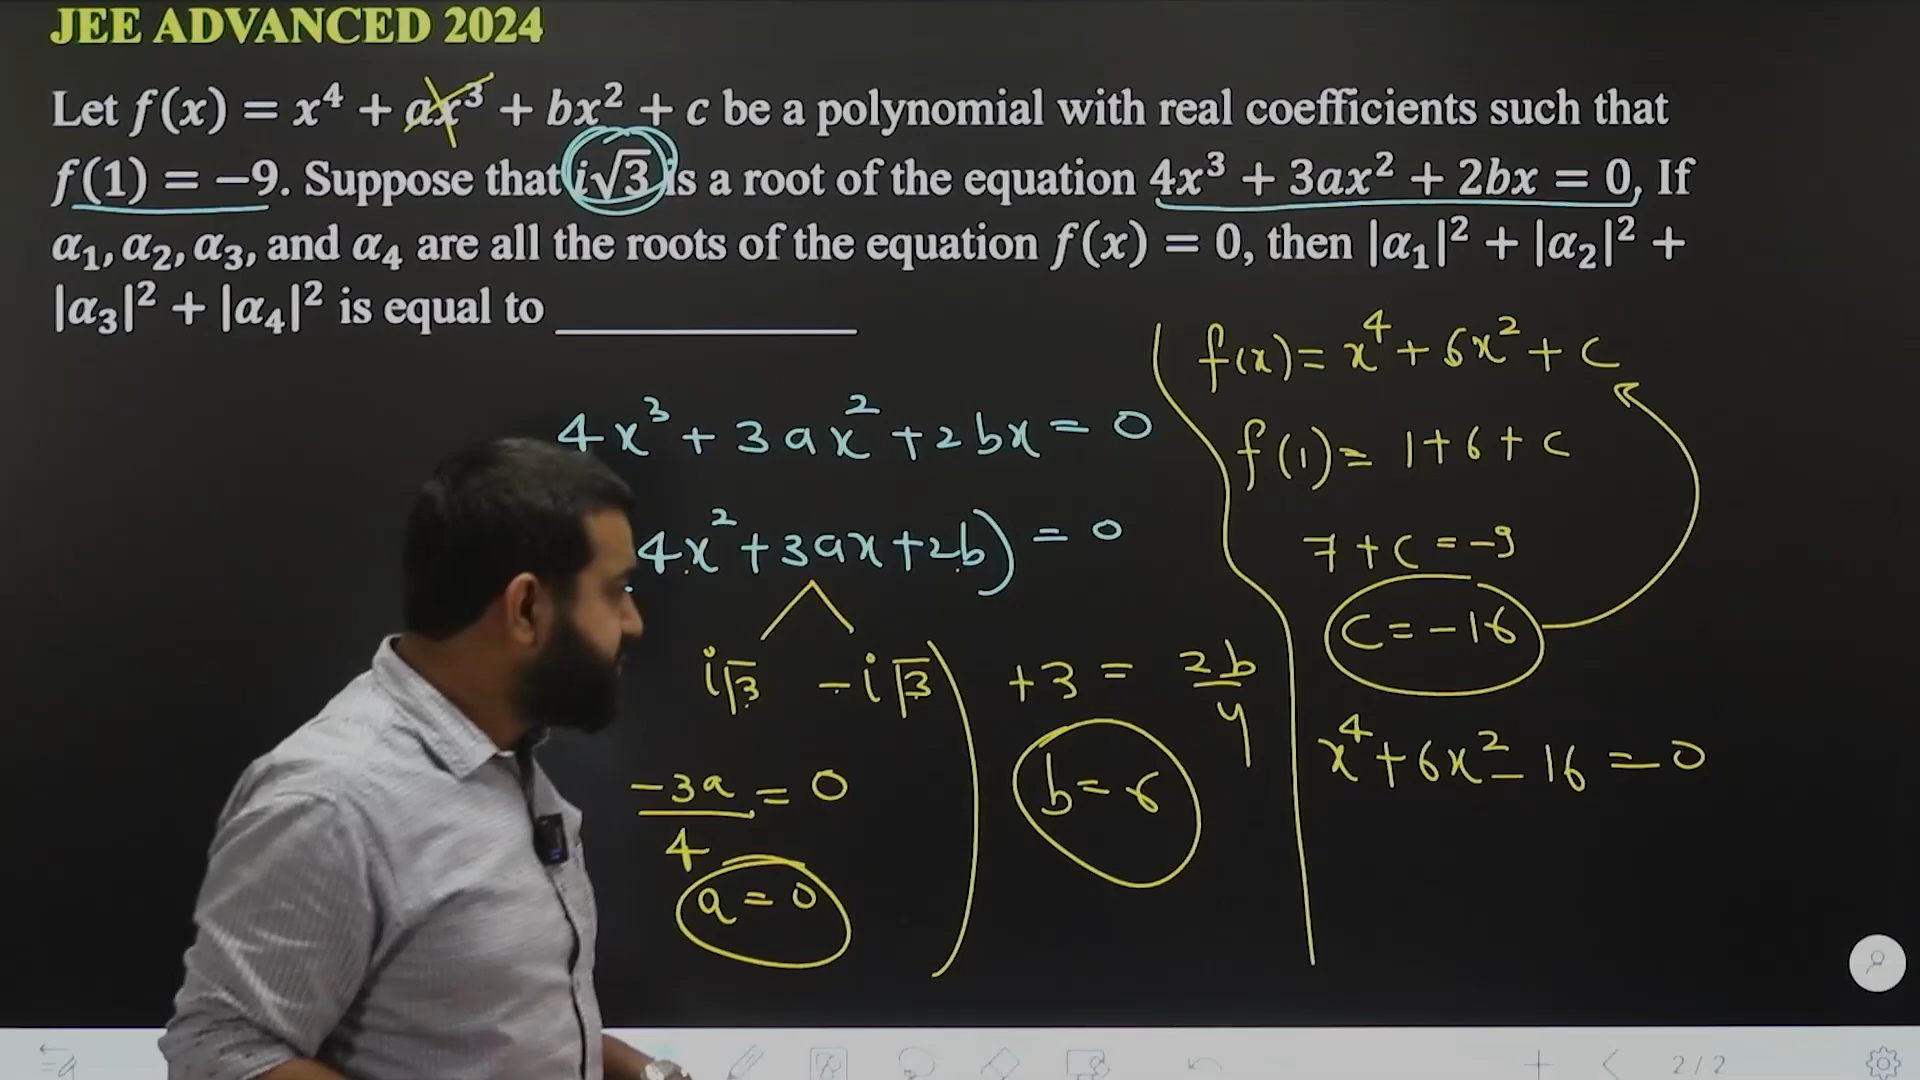 JEE ADVANCED 2024
Let f(x) = x⁴ + ax³ + bx² + c be a polynomial with real coefficients such that
f(1) = −9. Suppose that i√3 is a root of the equation 4x³ + 3ax² + 2bx = 0, If
α₁, α₂, α₃, and α₄ are all the roots of the equation f(x) = 0, then |α₁|² + |α₂|² +
|α₃|² + |α₄|² is equal to ____________
4x³ + 3ax² + 2bx = 0
4x² + 3ax + 2b) = 0
i√3 −i√3
−3a/4 = 0
a = 0
+3 = 2b/4
b = 6
f(x) = x⁴ + 6x² + c
f(1) = 1 + 6 + c
7 + c = −9
c = −16
x⁴ + 6x² − 16 = 0
2/2